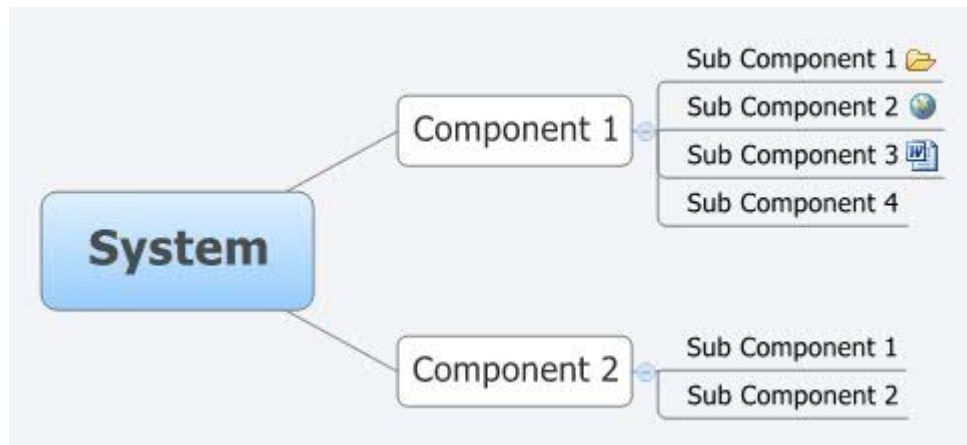 System
Component 1
Sub Component 1
Sub Component 2
Sub Component 3
Sub Component 4
Component 2
Sub Component 1
Sub Component 2